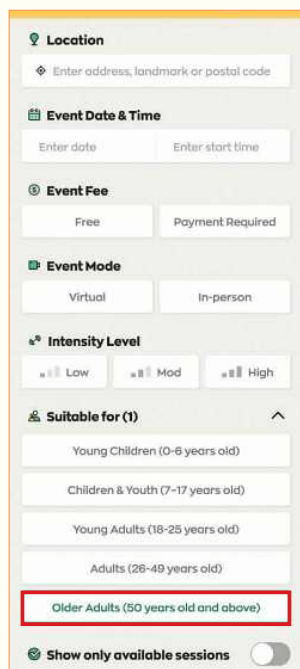 Location
Enter address, landmark or postal code
Event Date & Time
Enter date Enter start time
Event Fee
Free Payment Required
Event Mode
Virtual In-person
Intensity Level
Low Mod High
Suitable for (1)
Young Children (0-6 years old)
Children & Youth (7-17 years old)
Young Adults (18-25 years old)
Adults (26-49 years old)
Older Adults (50 years old and above)
Show only available sessions